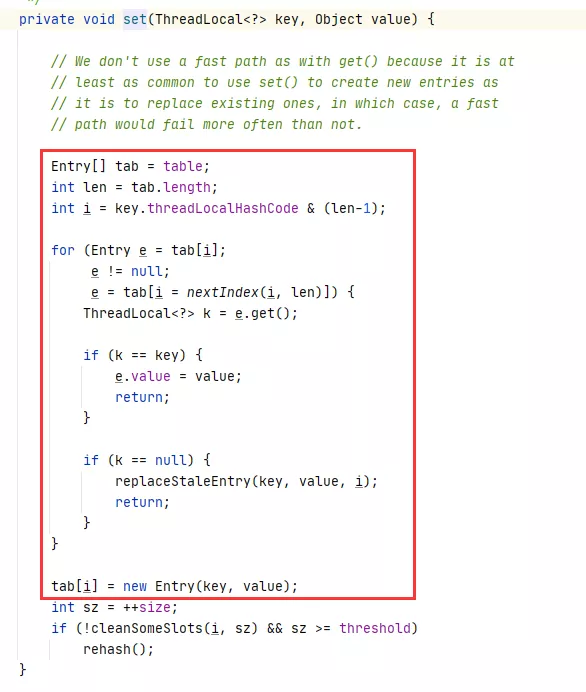 */
private void set(ThreadLocal<?> key, Object value) {
// We don't use a fast path as with get() because it is at
// least as common to use set() to create new entries as
// it is to replace existing ones, in which case, a fast
// path would fail more often than not.
Entry[] tab = table;
int len = tab.length;
int i = key.threadLocalHashCode & (len-1);
for (Entry e = tab[i];
e != null;
e = tab[i = nextIndex(i, len)]) {
ThreadLocal<?> k = e.get();
if (k == key) {
e.value = value;
return;
}
if (k == null) {
replaceStaleEntry(key, value, i);
return;
}
}
tab[i] = new Entry(key, value);
int sz = ++size;
if (!cleanSomeSlots(i, sz) && sz >= threshold)
rehash();
}